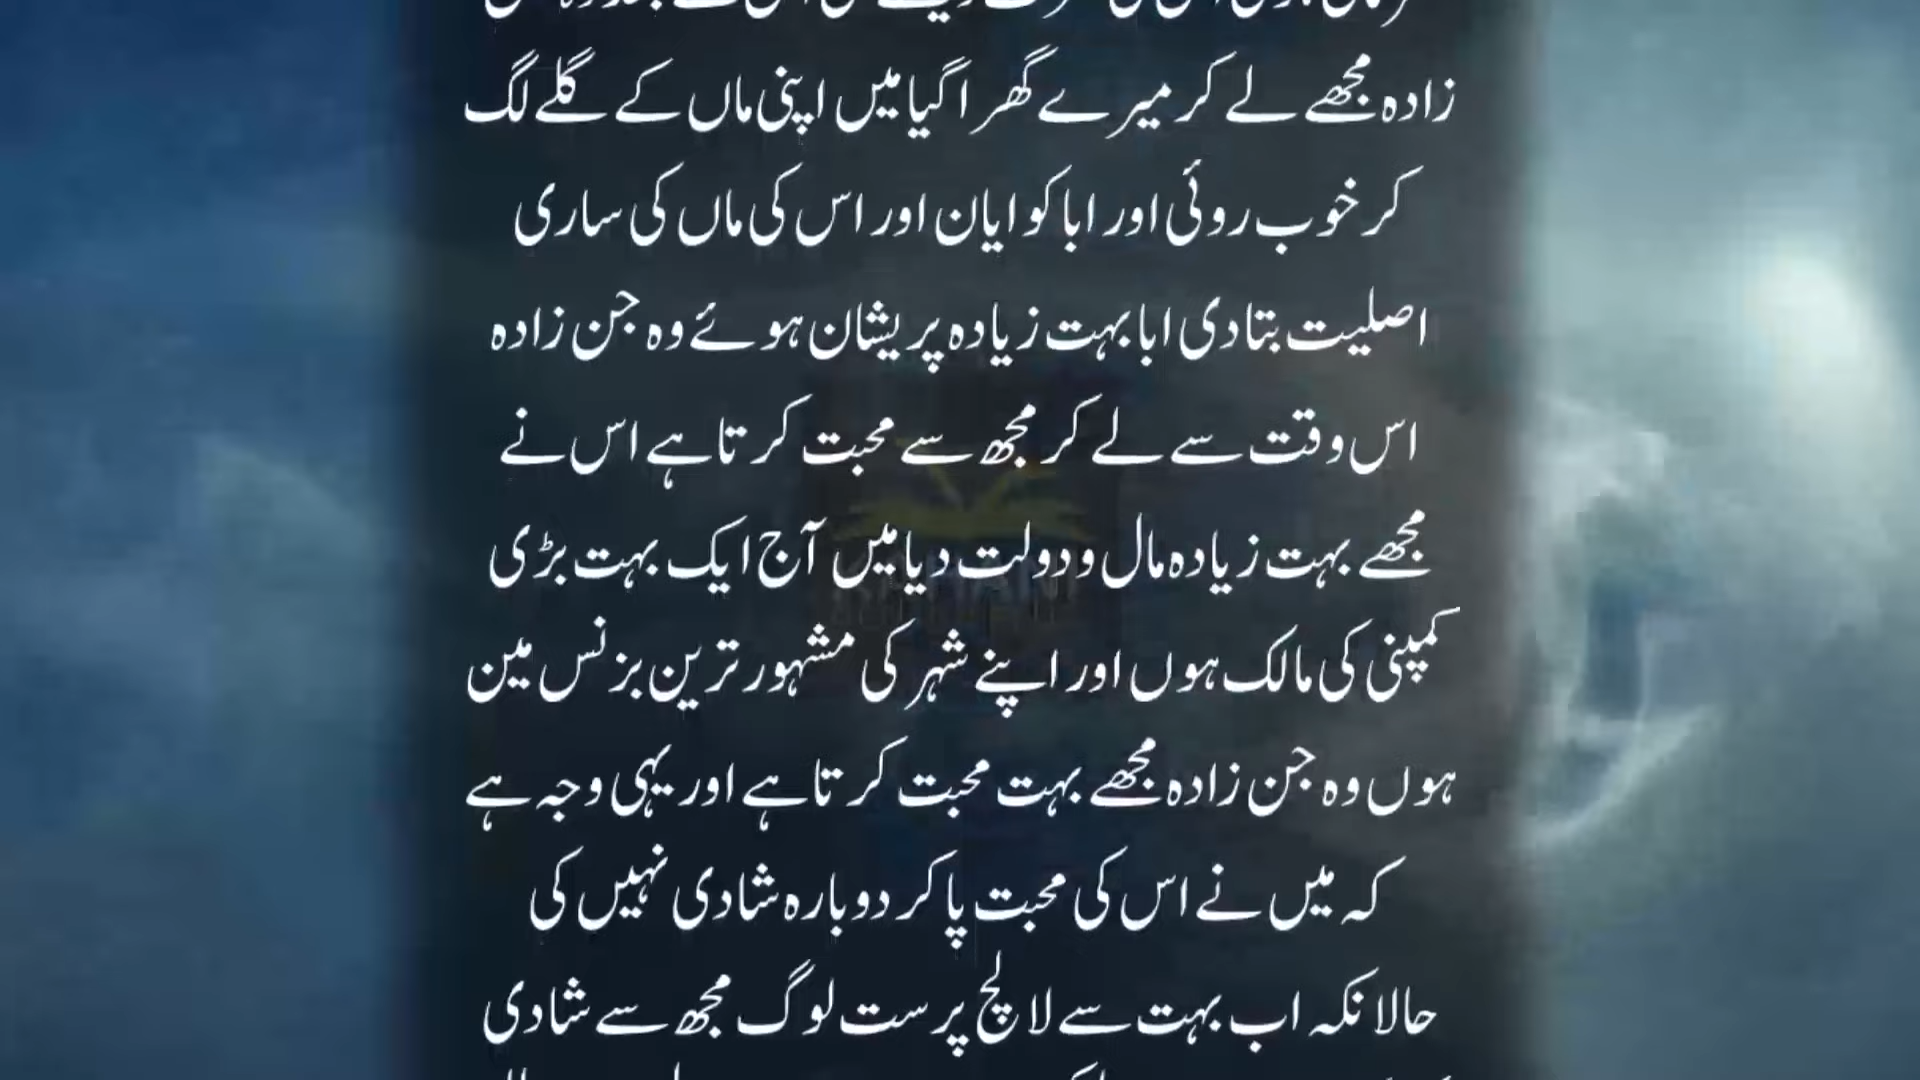 زادہ مجھے لے کر میرے گھر اگیا میں اپنی ماں کے گلے لگ
کر خوب روئی اور ابا کو ایان اور اس کی ماں کی ساری
اصلیت بتادی ابا بہت زیادہ پریشان ہوئے وہ جن زادہ
اس وقت سے لے کر مجھ سے محبت کرتا ہے اس نے
مجھے بہت زیادہ مال و دولت دیا میں آج ایک بہت بڑی
کمپنی کی مالک ہوں اور اپنے شہر کی مشہور ترین بزنس مین
ہوں وہ جن زادہ مجھے بہت محبت کرتا ہے اور یہی وجہ ہے
کہ میں نے اس کی محبت پا کر دوبارہ شادی نہیں کی
حالانکہ اب بہت سے لالچ پرست لوگ مجھ سے شادی